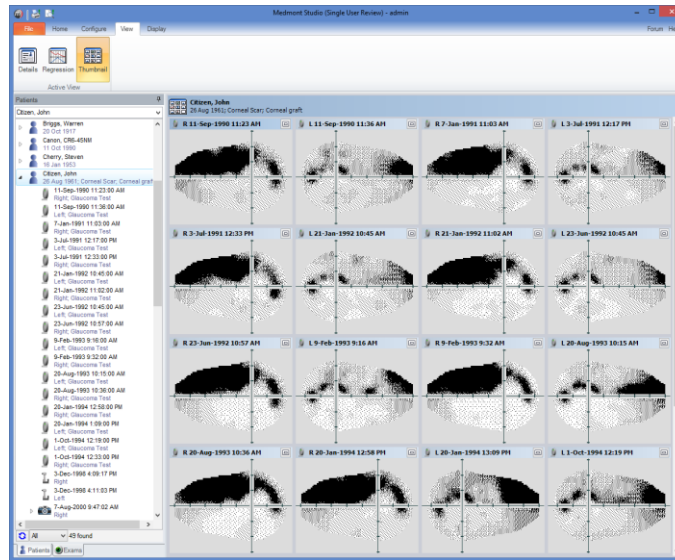 Medmont Studio (Single User Review) - admin
File Home Configure View Display Forum
Details Regression Thumbnail
Active View
Patients
Citizen, John
Briggs, Warren
20 Oct 1917
Canon, CR6-45NM
11 Oct 1990
Cherry, Steven
16 Jan 1953
Citizen, John
26 Aug 1961; Corneal Scar; Corneal graft
11-Sep-1990 11:23:00 AM
Right; Glaucoma Test
11-Sep-1990 11:36:00 AM
Left; Glaucoma Test
7-Jan-1991 11:03:00 AM
Right; Glaucoma Test
3-Jul-1991 12:17:00 PM
Left; Glaucoma Test
3-Jul-1991 12:33:00 PM
Right; Glaucoma Test
21-Jan-1992 10:45:00 AM
Left; Glaucoma Test
21-Jan-1992 11:02:00 AM
Right; Glaucoma Test
23-Jun-1992 10:45:00 AM
Left; Glaucoma Test
23-Jun-1992 10:57:00 AM
Right; Glaucoma Test
9-Feb-1993 9:16:00 AM
Left; Glaucoma Test
9-Feb-1993 9:32:00 AM
Right; Glaucoma Test
20-Aug-1993 10:15:00 AM
Left; Glaucoma Test
20-Aug-1993 10:36:00 AM
Right; Glaucoma Test
20-Jan-1994 12:58:00 PM
Right; Glaucoma Test
20-Jan-1994 1:09:00 PM
Left; Glaucoma Test
1-Oct-1994 12:19:00 PM
Left; Glaucoma Test
1-Oct-1994 12:33:00 PM
Right; Glaucoma Test
3-Dec-1998 4:09:17 PM
Right
3-Dec-1998 4:11:03 PM
Left
7-Aug-2000 9:47:02 AM
Right
All 49 found
Patients Exams
Citizen, John
26 Aug 1961; Corneal Scar; Corneal graft
R 11-Sep-1990 11:23 AM L 11-Sep-1990 11:36 AM R 7-Jan-1991 11:03 AM L 3-Jul-1991 12:17 PM
R 3-Jul-1991 12:33 PM L 21-Jan-1992 10:45 AM R 21-Jan-1992 11:02 AM L 23-Jun-1992 10:45 AM
R 23-Jun-1992 10:57 AM L 9-Feb-1993 9:16 AM R 9-Feb-1993 9:32 AM L 20-Aug-1993 10:15 AM
R 20-Aug-1993 10:36 AM R 20-Jan-1994 12:58 PM L 20-Jan-1994 13:09 PM L 1-Oct-1994 12:19 PM